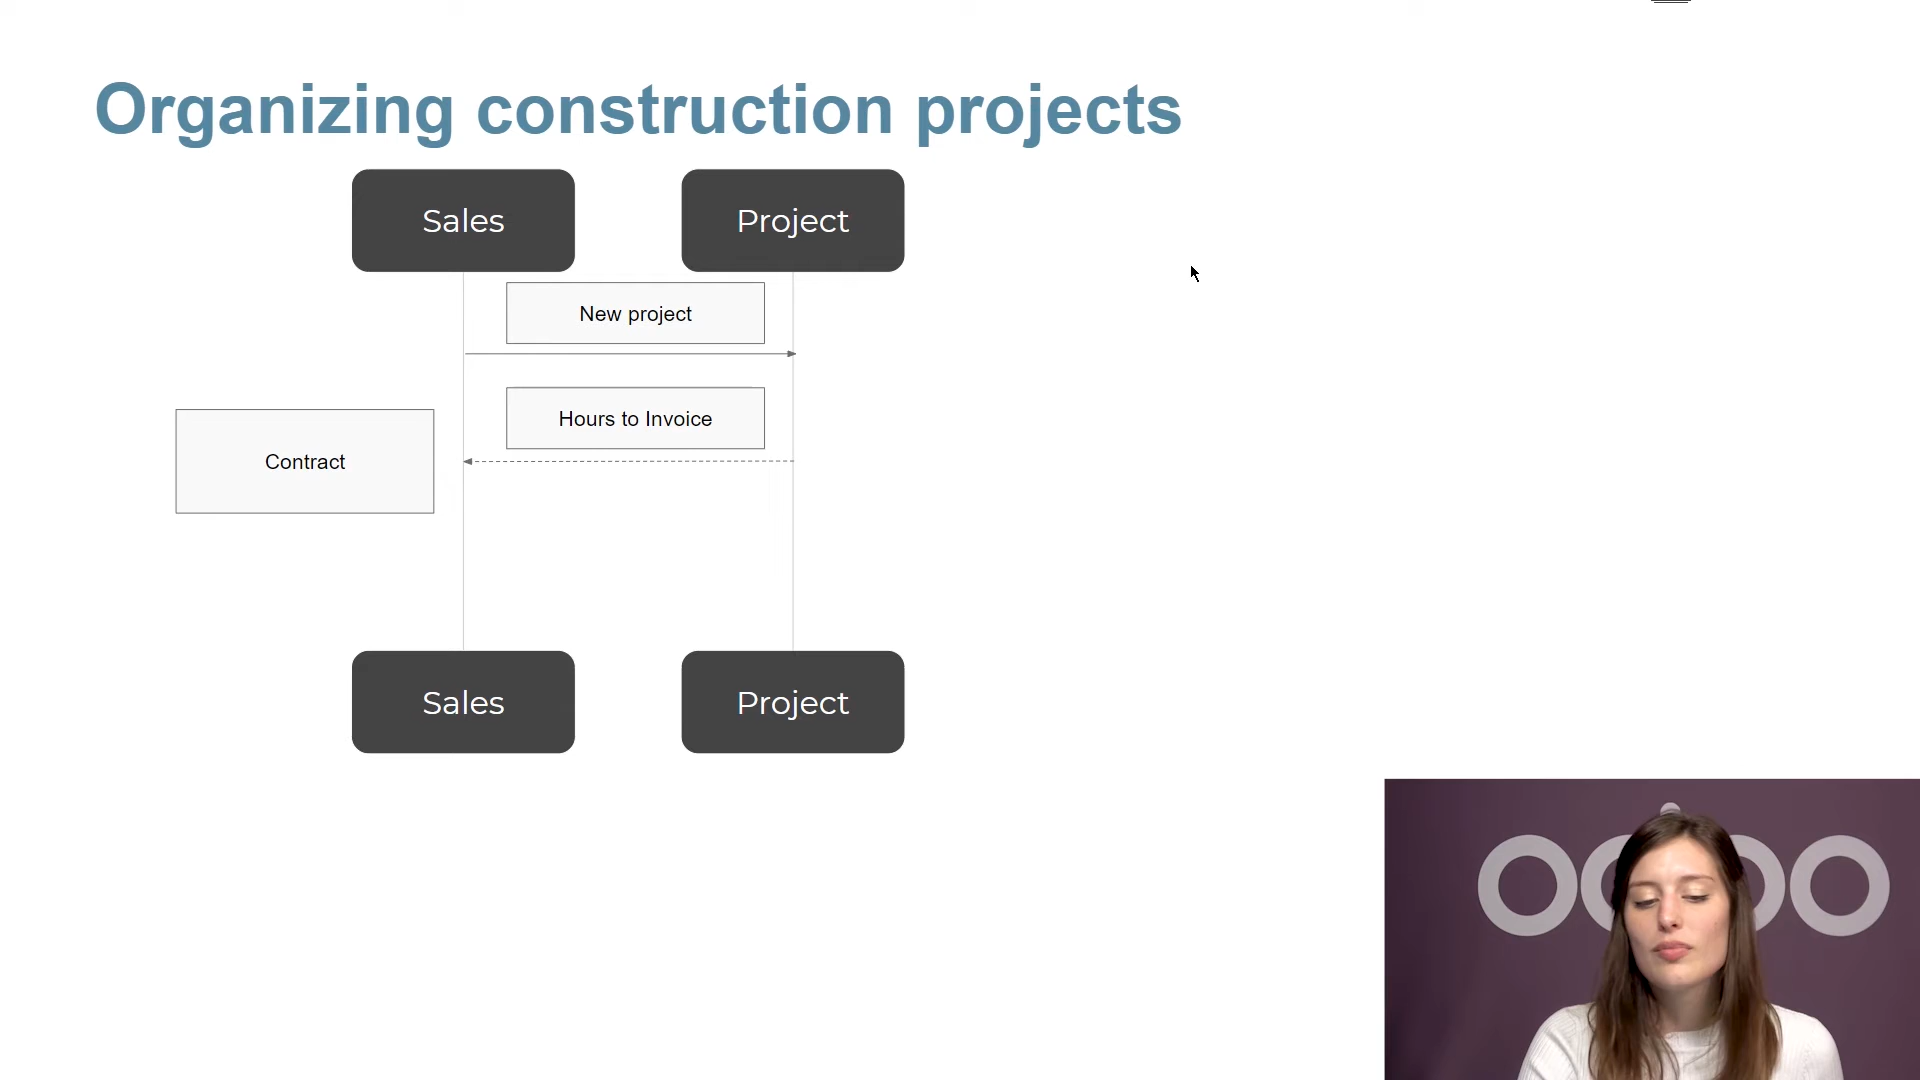 Organizing construction projects
Sales
Project
New project
Hours to Invoice
Contract
Sales
Project